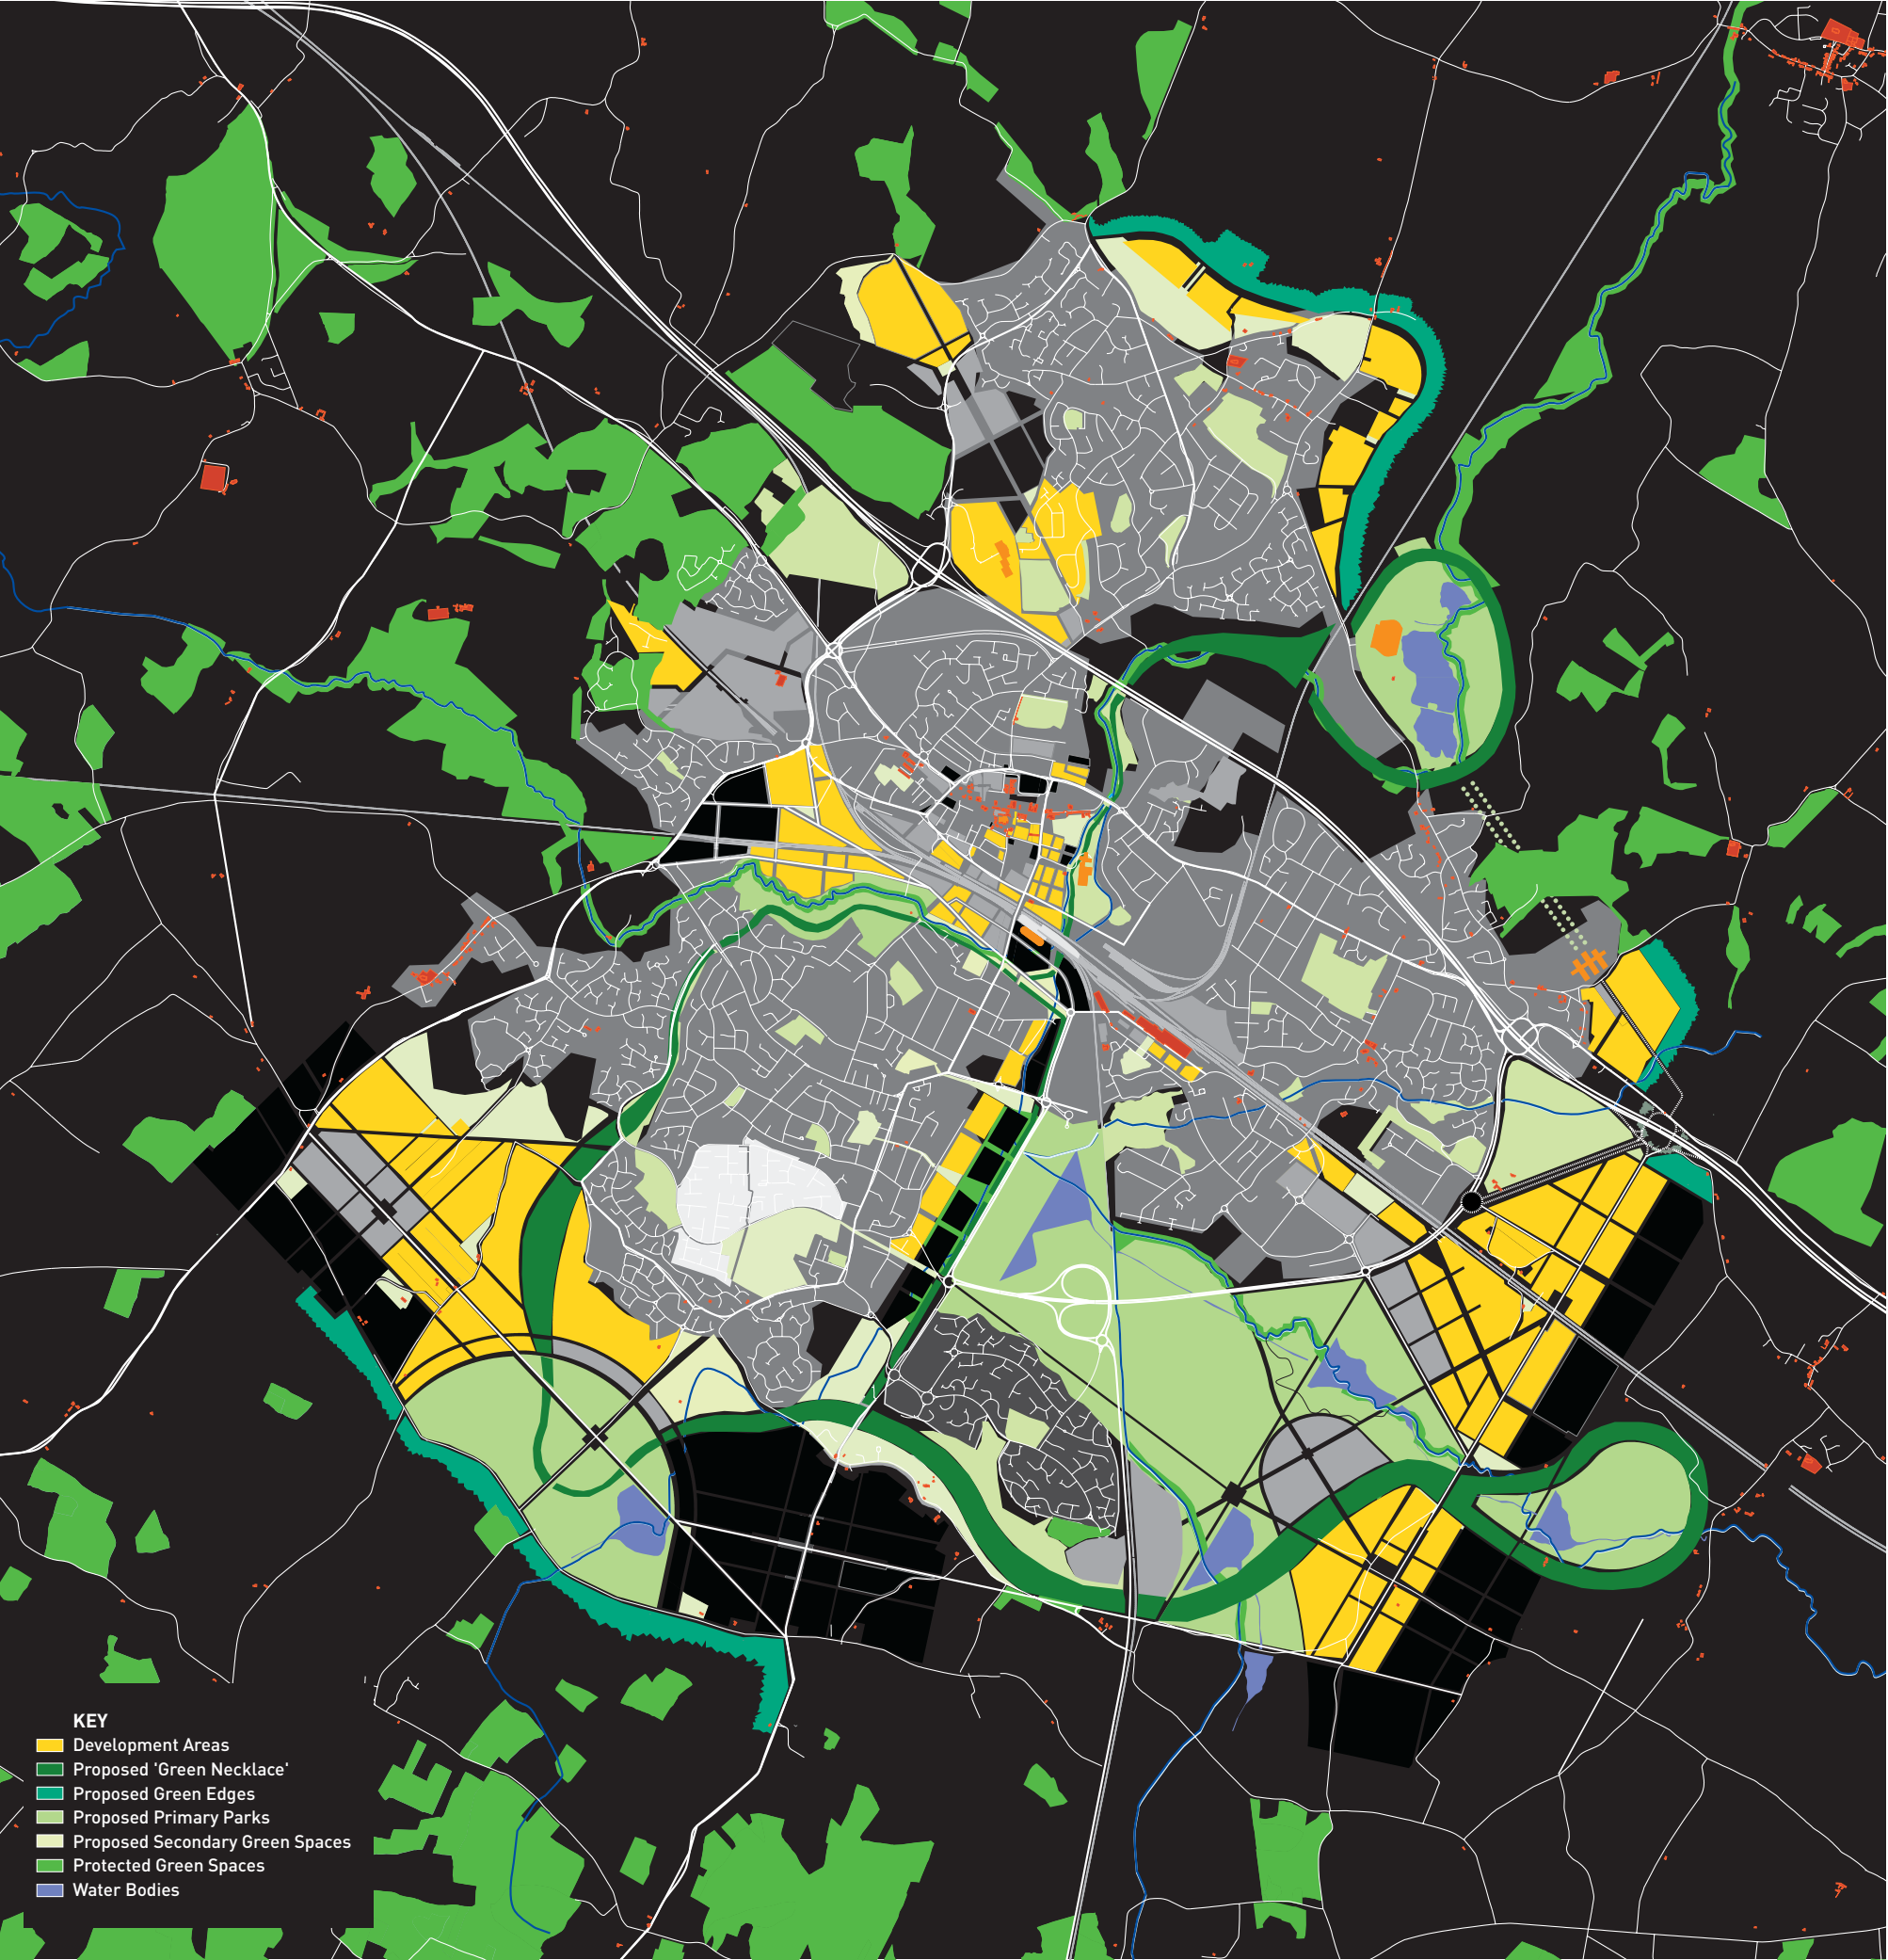 KEY
Development Areas
Proposed 'Green Necklace'
Proposed Green Edges
Proposed Primary Parks
Proposed Secondary Green Spaces
Protected Green Spaces
Water Bodies